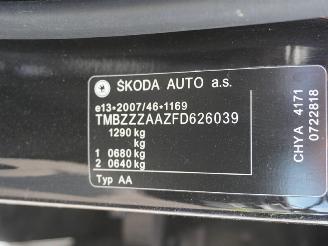 ŠKODA AUTO a.s.
e13*2007/46*1169
TMBZZZAAZFD626039
1290 kg
kg
1 0680 kg
2 0640 kg
Typ AA
CHYA 4171
0722818